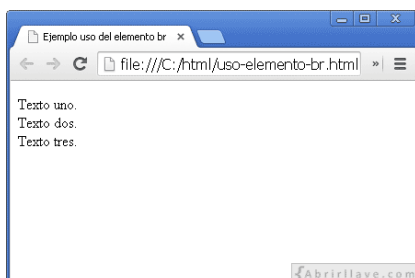 Ejemplo uso del elemento br
file:///C:/html/uso-elemento-br.html
Texto uno.
Texto dos.
Texto tres.
{Abrirllave.com